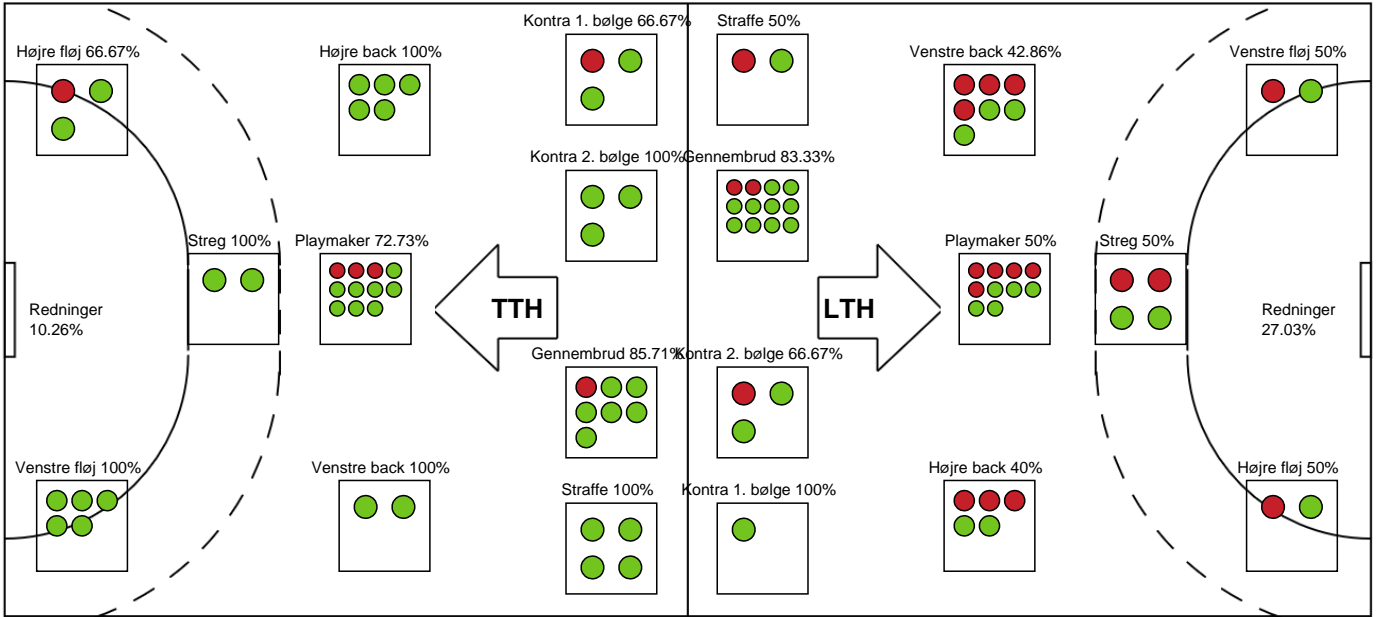 Kontra 1. bølge 66.67%
Straffe 50%
Højre fløj 66.67%
Højre back 100%
Venstre back 42.86%
Venstre fløj 50%
Kontra 2. bølge 100%
Gennembrud 83.33%
Streg 100%
Playmaker 72.73%
Playmaker 50%
Streg 50%
Redninger
10.26%
TTH
LTH
Redninger
27.03%
Gennembrud 85.71%
Kontra 2. bølge 66.67%
Venstre fløj 100%
Venstre back 100%
Straffe 100%
Kontra 1. bølge 100%
Højre back 40%
Højre fløj 50%